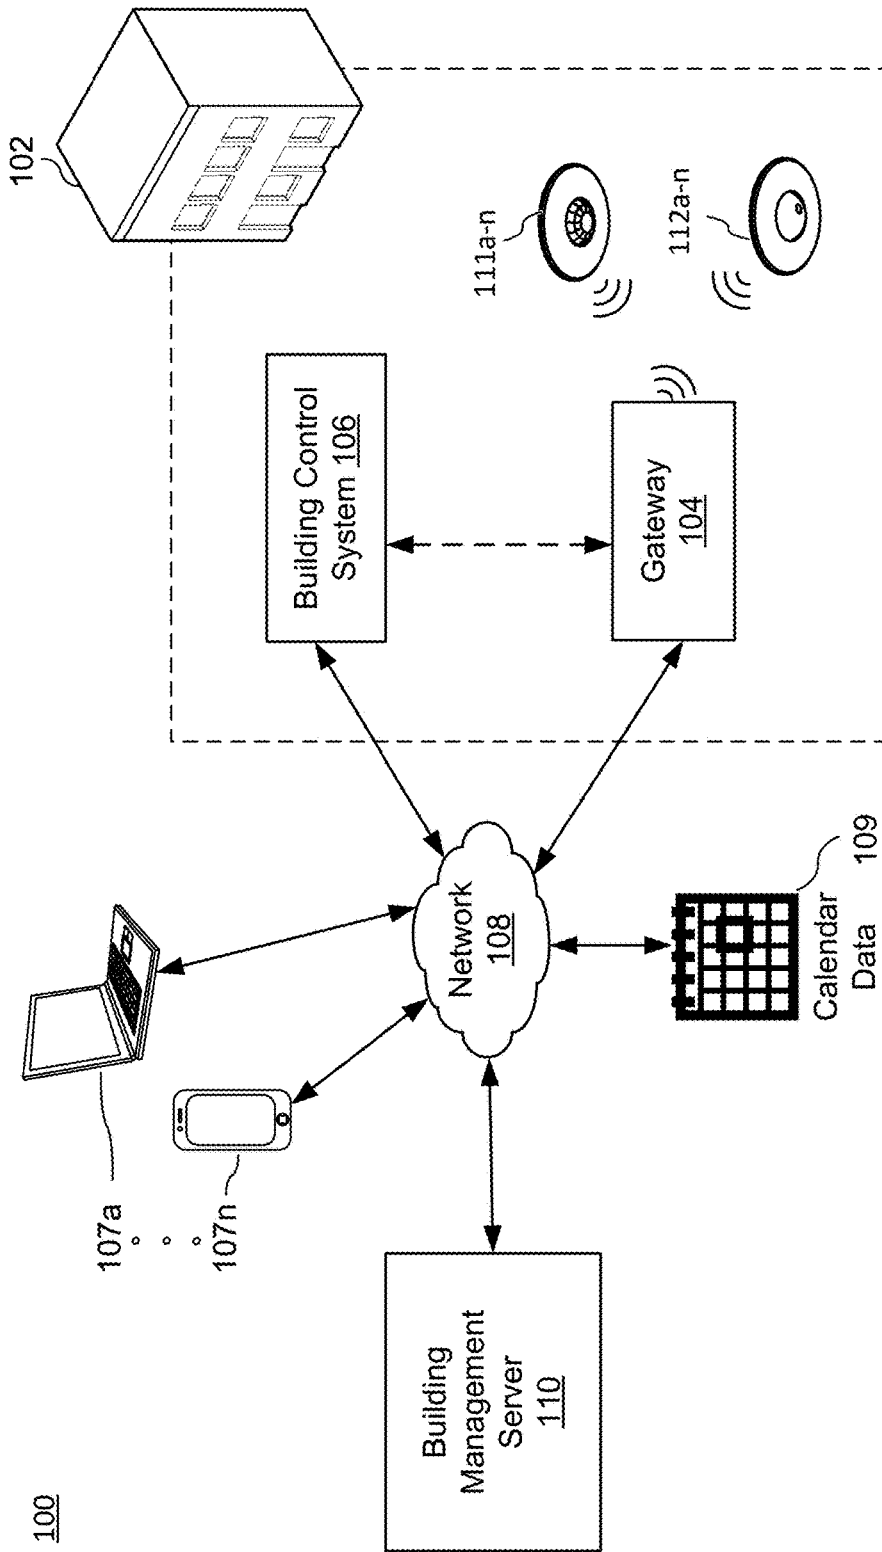 100
107a
107n
102
Building Control
System 106
111a-n
112a-n
Network
108
Gateway
104
Building
Management
Server
110
Calendar
Data
109